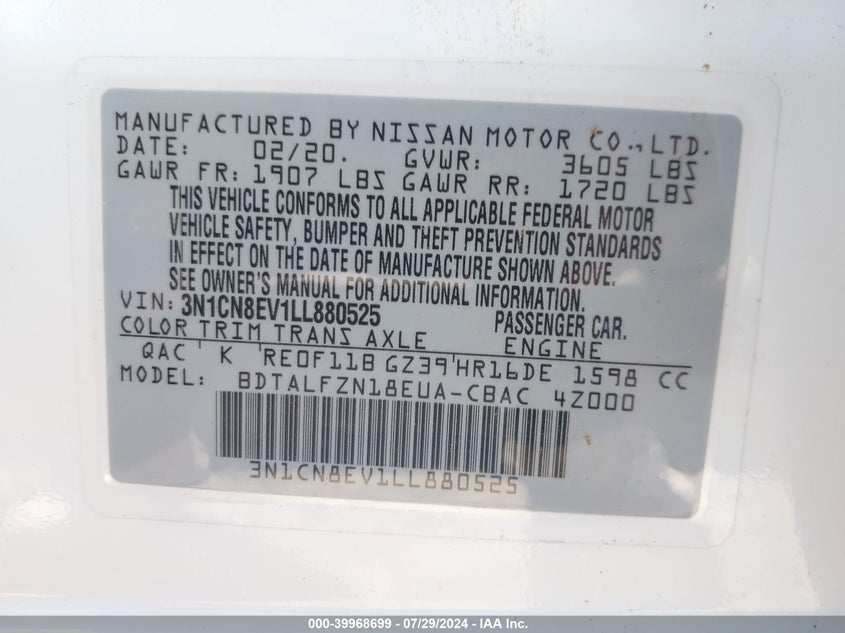 MANUFACTURED BY NISSAN MOTOR CO., LTD.
DATE: 02/20. GVWR: 3605 LBS
GAWR FR: 1907 LBS GAWR RR: 1720 LBS
THIS VEHICLE CONFORMS TO ALL APPLICABLE FEDERAL MOTOR
VEHICLE SAFETY, BUMPER AND THEFT PREVENTION STANDARDS
IN EFFECT ON THE DATE OF MANUFACTURE SHOWN ABOVE.
SEE OWNER'S MANUAL FOR ADDITIONAL INFORMATION.
VIN: 3N1CN8EV1LL880525 PASSENGER CAR.
COLOR TRIM TRANS AXLE ENGINE
QAC K RE0F11B GZ39 HR16DE 1598 CC
MODEL: BDTALFZN18EUA-CBAC 4Z000
3N1CN8EV1LL880525
000-39968699 / 07/29/2024 - IAA Inc.